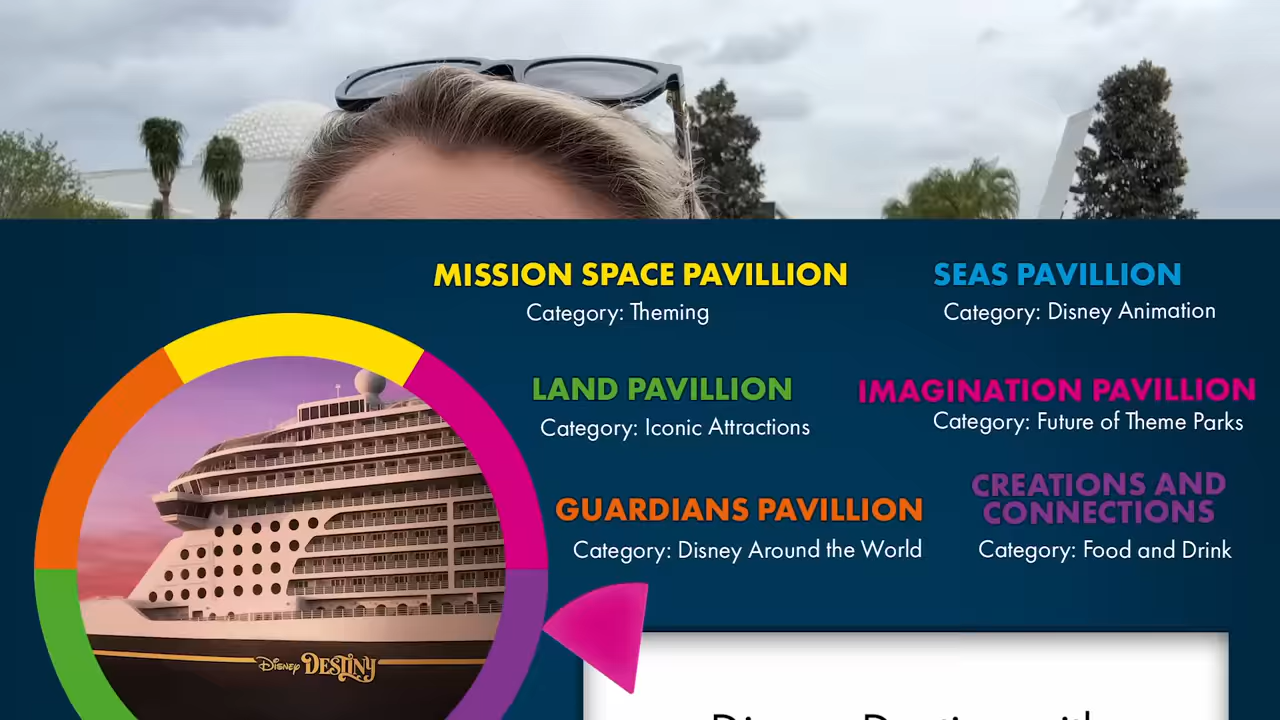 MISSION SPACE PAVILLION
Category: Theming
SEAS PAVILLION
Category: Disney Animation
LAND PAVILLION
Category: Iconic Attractions
IMAGINATION PAVILLION
Category: Future of Theme Parks
GUARDIANS PAVILLION
Category: Disney Around the World
CREATIONS AND
CONNECTIONS
Category: Food and Drink
Disney DESTINY